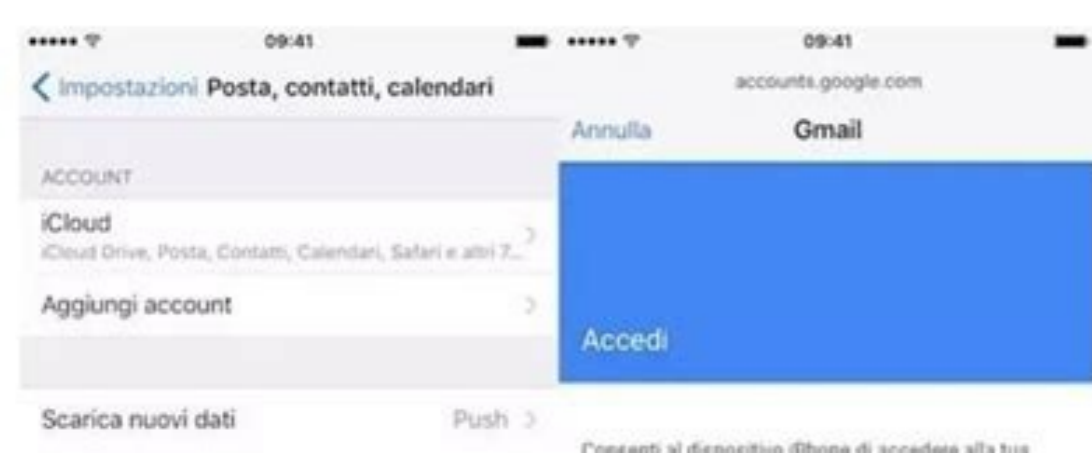 09:41
Impostazioni Posta, contatti, calendari
ACCOUNT
iCloud
iCloud Drive, Posta, Contatti, Calendari, Safari e altri 7...
Aggiungi account
Scarica nuovi dati Push
09:41
accounts.google.com
Annulla Gmail
Accedi
Consenti al dispositivo iPhone di accedere alla tua